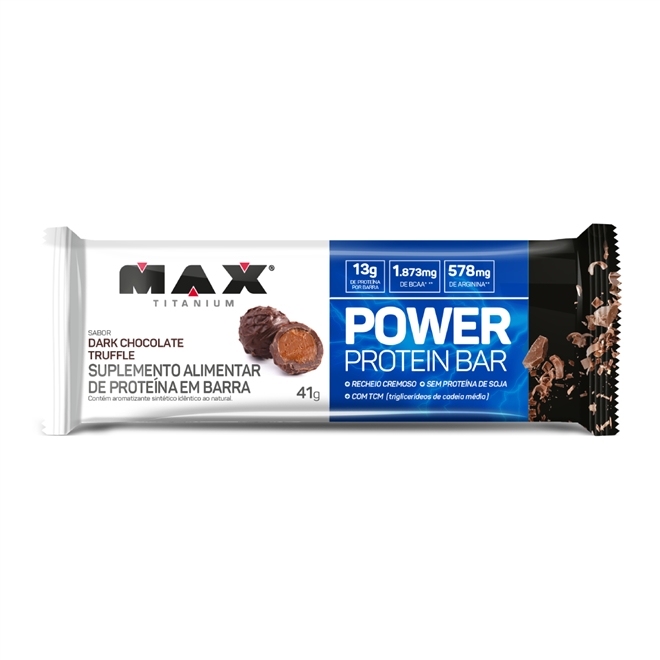 MAX®
TITANIUM
SABOR
DARK CHOCOLATE
TRUFFLE
SUPLEMENTO ALIMENTAR
DE PROTEÍNA EM BARRA
Contém aromatizante sintético idêntico ao natural.
41g
13g
DE PROTEÍNA
POR BARRA
1.873mg
DE BCAA* **
578mg
DE ARGININA**
POWER
PROTEIN BAR
RECHEIO CREMOSO SEM PROTEÍNA DE SOJA
COM TCM (triglicerídeos de cadeia média)